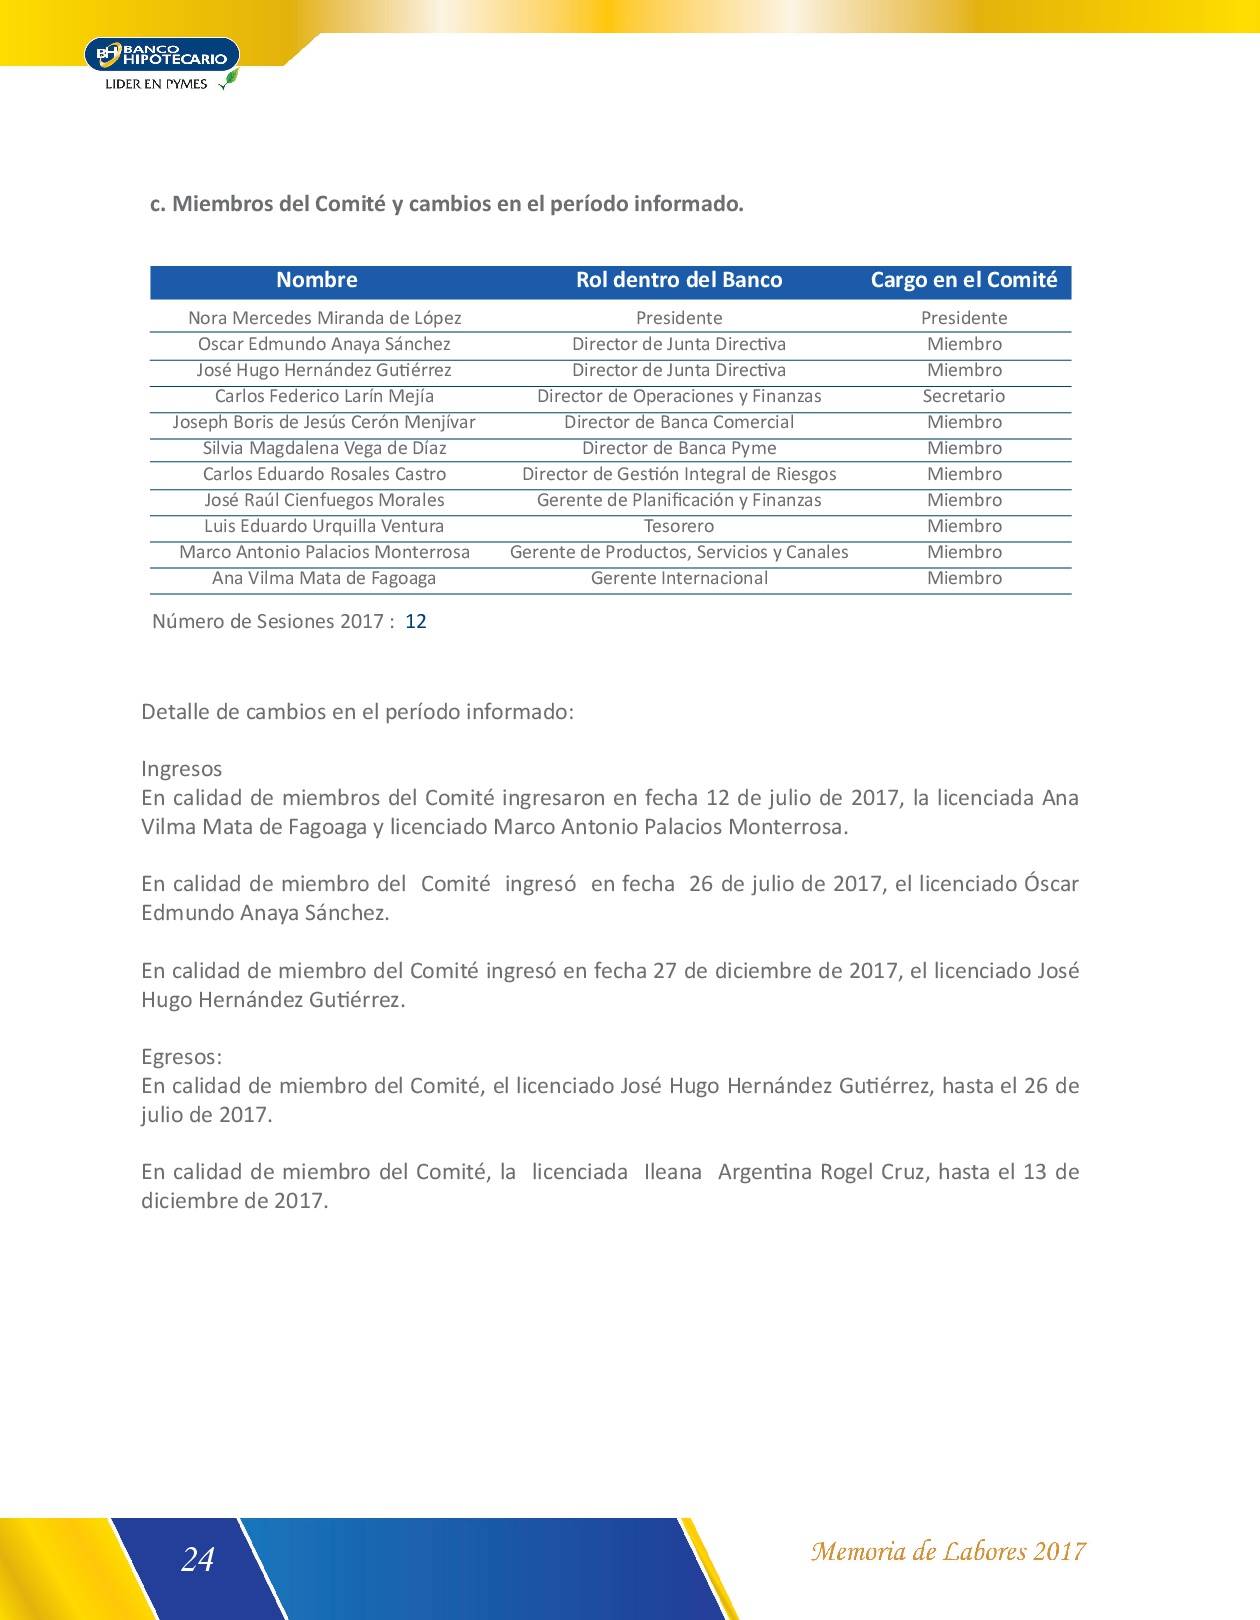 BH BANCO
HIPOTECARIO
LIDER EN PYMES
c. Miembros del Comité y cambios en el período informado.
Nombre Rol dentro del Banco Cargo en el Comité
Nora Mercedes Miranda de López Presidente Presidente
Oscar Edmundo Anaya Sánchez Director de Junta Directiva Miembro
José Hugo Hernández Gutiérrez Director de Junta Directiva Miembro
Carlos Federico Larín Mejía Director de Operaciones y Finanzas Secretario
Joseph Boris de Jesús Cerón Menjívar Director de Banca Comercial Miembro
Silvia Magdalena Vega de Díaz Director de Banca Pyme Miembro
Carlos Eduardo Rosales Castro Director de Gestión Integral de Riesgos Miembro
José Raúl Cienfuegos Morales Gerente de Planificación y Finanzas Miembro
Luis Eduardo Urquilla Ventura Tesorero Miembro
Marco Antonio Palacios Monterrosa Gerente de Productos, Servicios y Canales Miembro
Ana Vilma Mata de Fagoaga Gerente Internacional Miembro
Número de Sesiones 2017 : 12
Detalle de cambios en el período informado:
Ingresos
En calidad de miembros del Comité ingresaron en fecha 12 de julio de 2017, la licenciada Ana
Vilma Mata de Fagoaga y licenciado Marco Antonio Palacios Monterrosa.
En calidad de miembro del Comité ingresó en fecha 26 de julio de 2017, el licenciado Óscar
Edmundo Anaya Sánchez.
En calidad de miembro del Comité ingresó en fecha 27 de diciembre de 2017, el licenciado José
Hugo Hernández Gutiérrez.
Egresos:
En calidad de miembro del Comité, el licenciado José Hugo Hernández Gutiérrez, hasta el 26 de
julio de 2017.
En calidad de miembro del Comité, la licenciada Ileana Argentina Rogel Cruz, hasta el 13 de
diciembre de 2017.
24
Memoria de Labores 2017